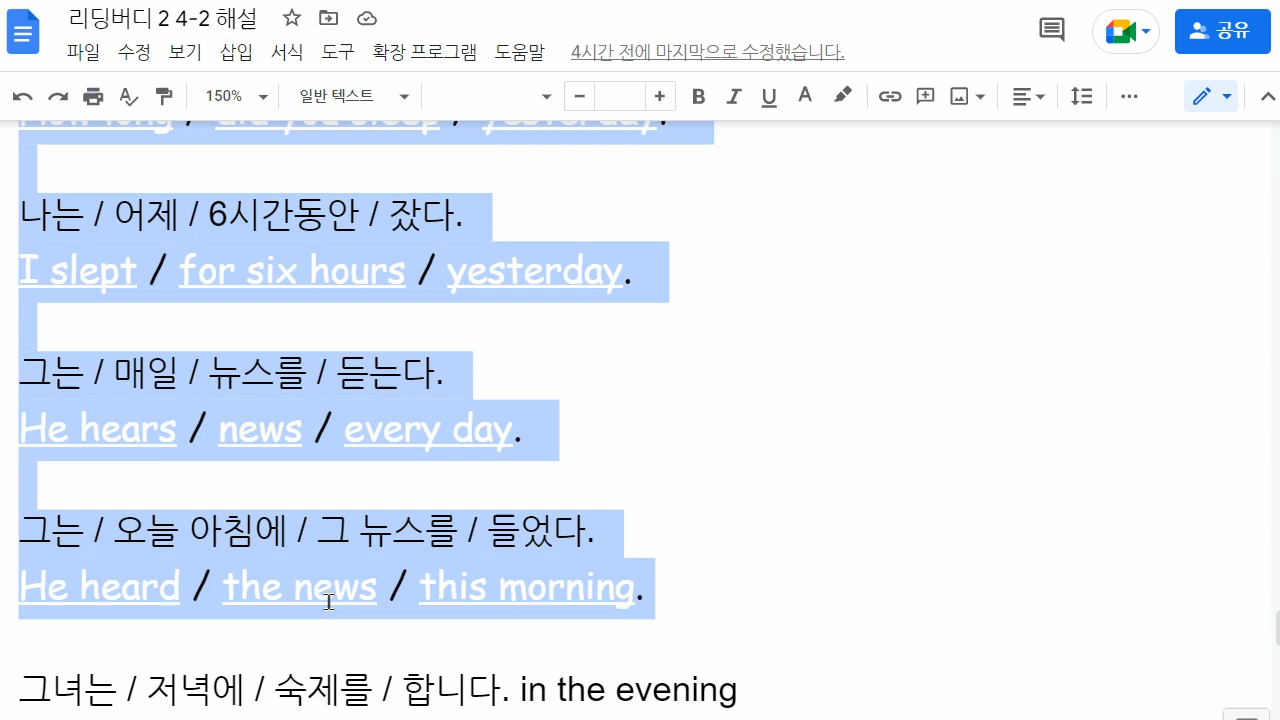 리딩버디 2 4-2 해설
파일 수정 보기 삽입 서식 도구 확장 프로그램 도움말 4시간 전에 마지막으로 수정했습니다.
공유
150% 일반 텍스트 − + B I U A
How long / did you sleep / yesterday.
나는 / 어제 / 6시간동안 / 잤다.
I slept / for six hours / yesterday.
그는 / 매일 / 뉴스를 / 듣는다.
He hears / news / every day.
그는 / 오늘 아침에 / 그 뉴스를 / 들었다.
He heard / the news / this morning.
그녀는 / 저녁에 / 숙제를 / 합니다. in the evening